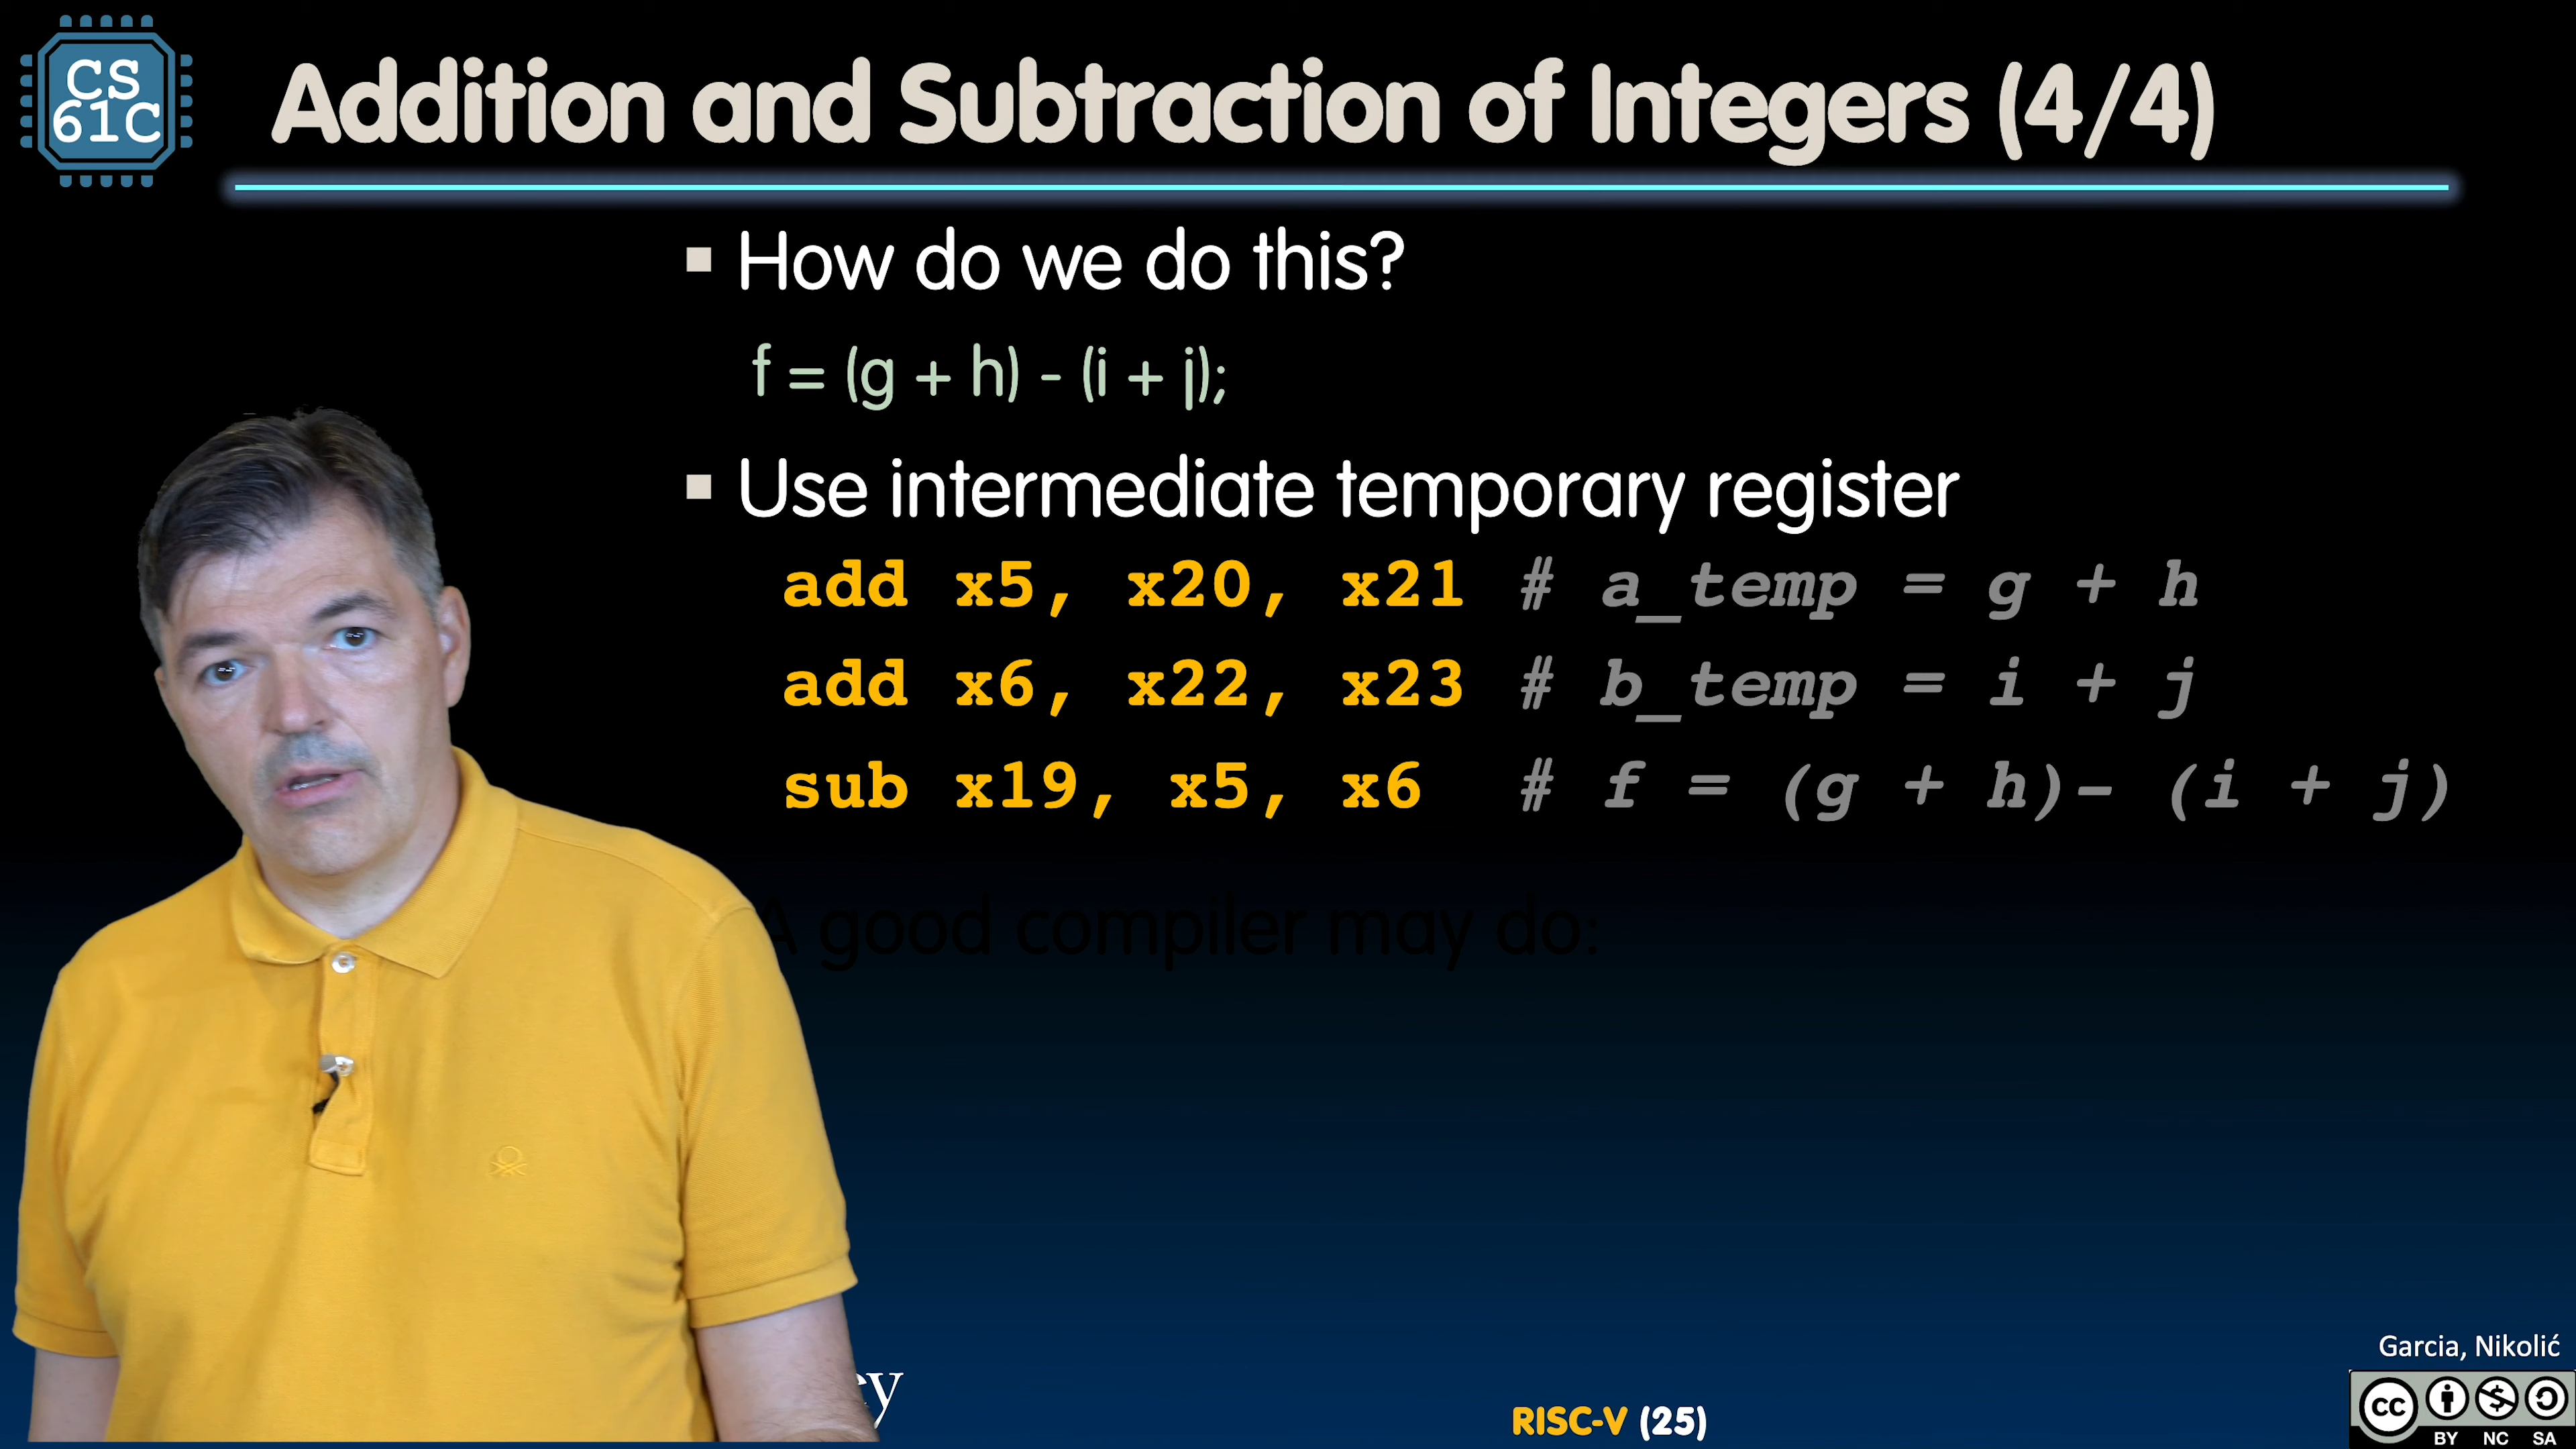 CS
61C
Addition and Subtraction of Integers (4/4)
▪ How do we do this?
f = (g + h) - (i + j);
▪ Use intermediate temporary register
add x5, x20, x21 # a_temp = g + h
add x6, x22, x23 # b_temp = i + j
sub x19, x5, x6 # f = (g + h)- (i + j)
A good compiler may do:
Garcia, Nikolić
RISC-V (25)
cc
BY NC SA